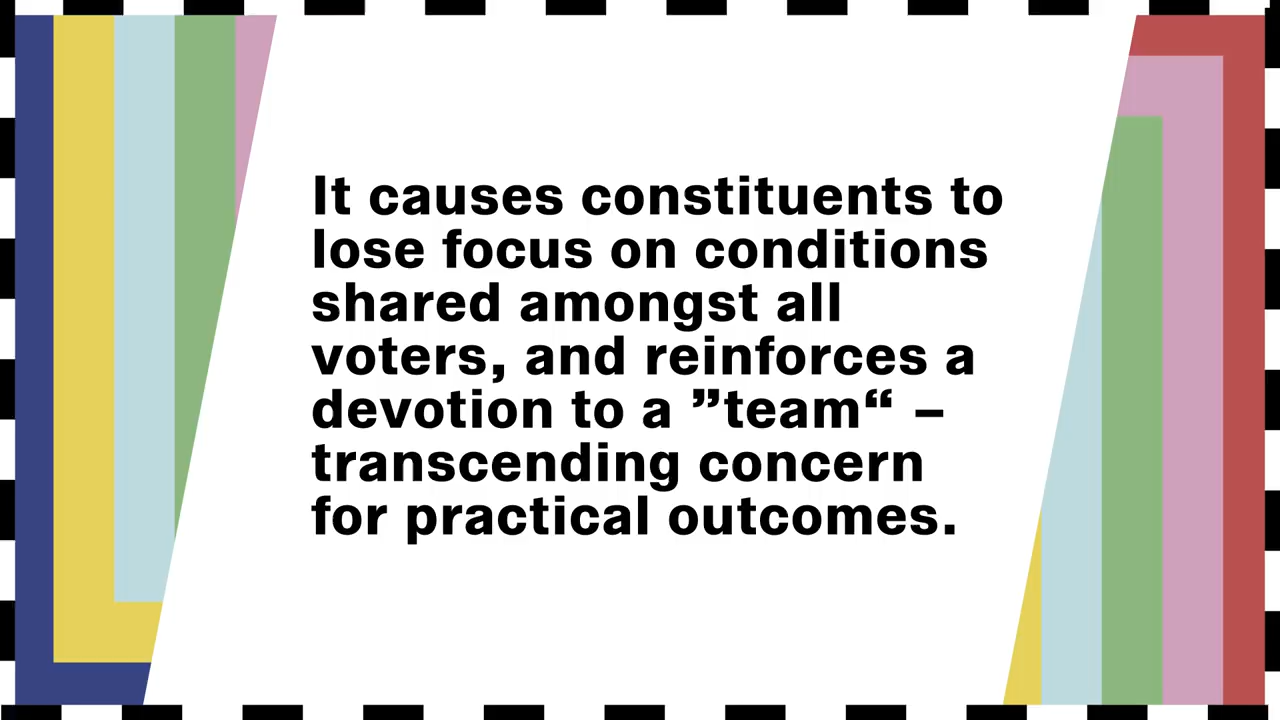 It causes constituents to
lose focus on conditions
shared amongst all
voters, and reinforces a
devotion to a ”team“ –
transcending concern
for practical outcomes.